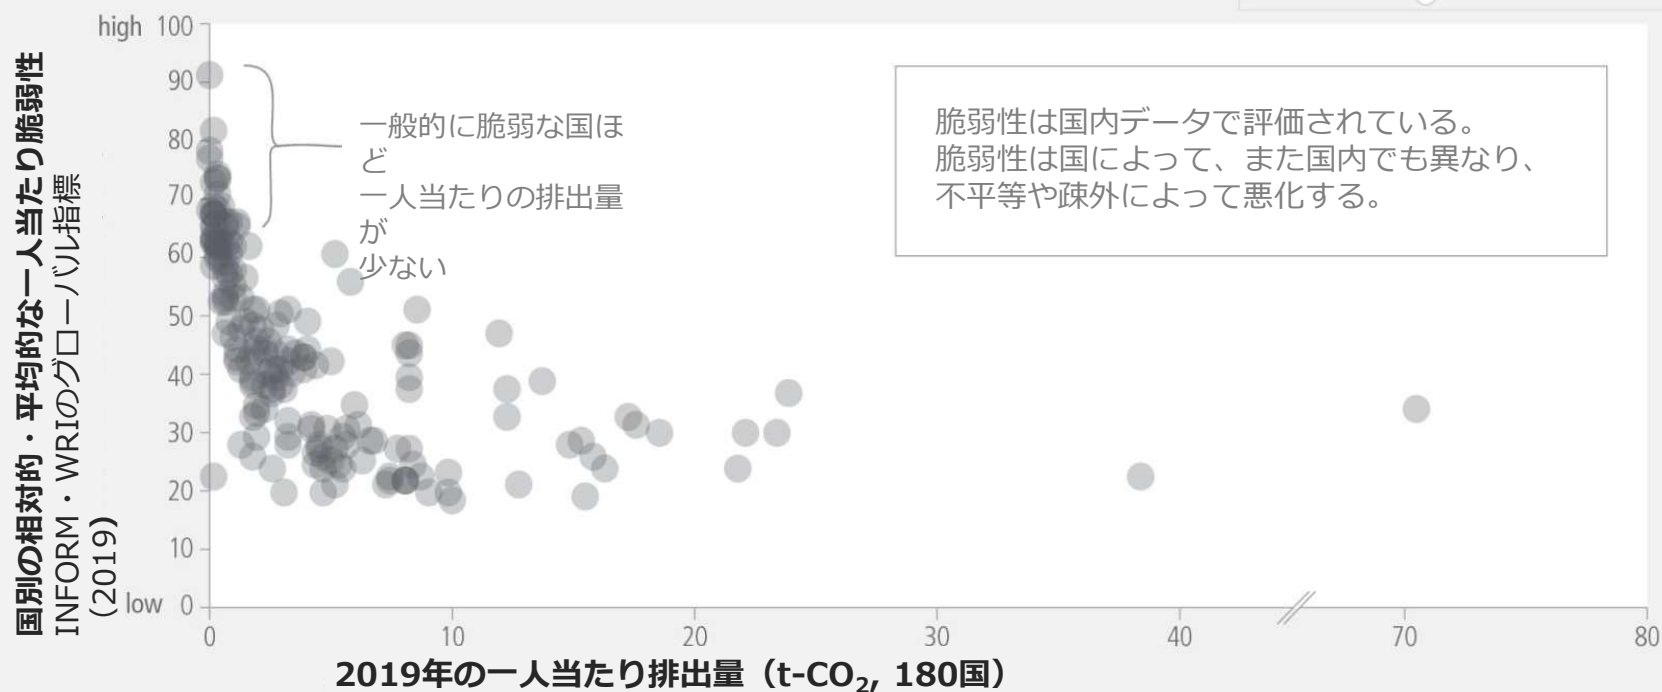 国別の相対的・平均的な一人当たり脆弱性
INFORM・WRIのグローバル指標
（2019)
high 100
90
80
70
60
50
40
30
20
10
low 0
一般的に脆弱な国ほ
ど
一人当たりの排出量
が
少ない
脆弱性は国内データで評価されている。
脆弱性は国によって、また国内でも異なり、
不平等や疎外によって悪化する。
0 10 20 30 40 70 80
2019年の一人当たり排出量（t-CO₂, 180国）